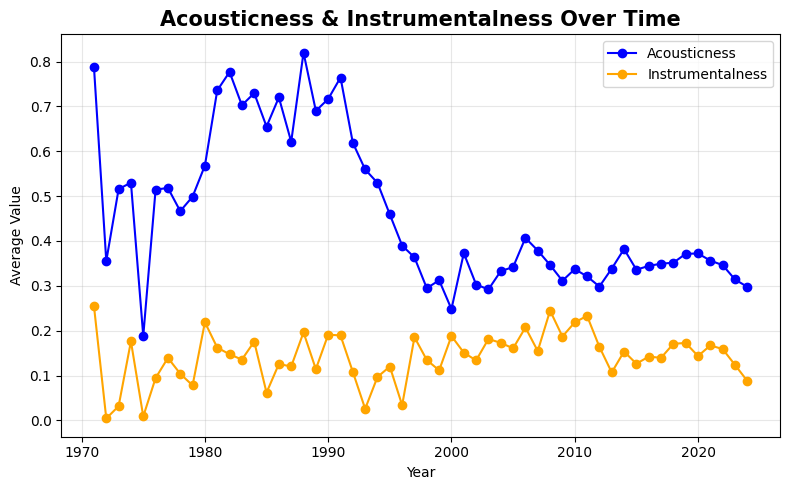 Acousticness & Instrumentalness Over Time
Acousticness
Instrumentalness
Average Value
0.8
0.7
0.6
0.5
0.4
0.3
0.2
0.1
0.0
1970 1980 1990 2000 2010 2020
Year